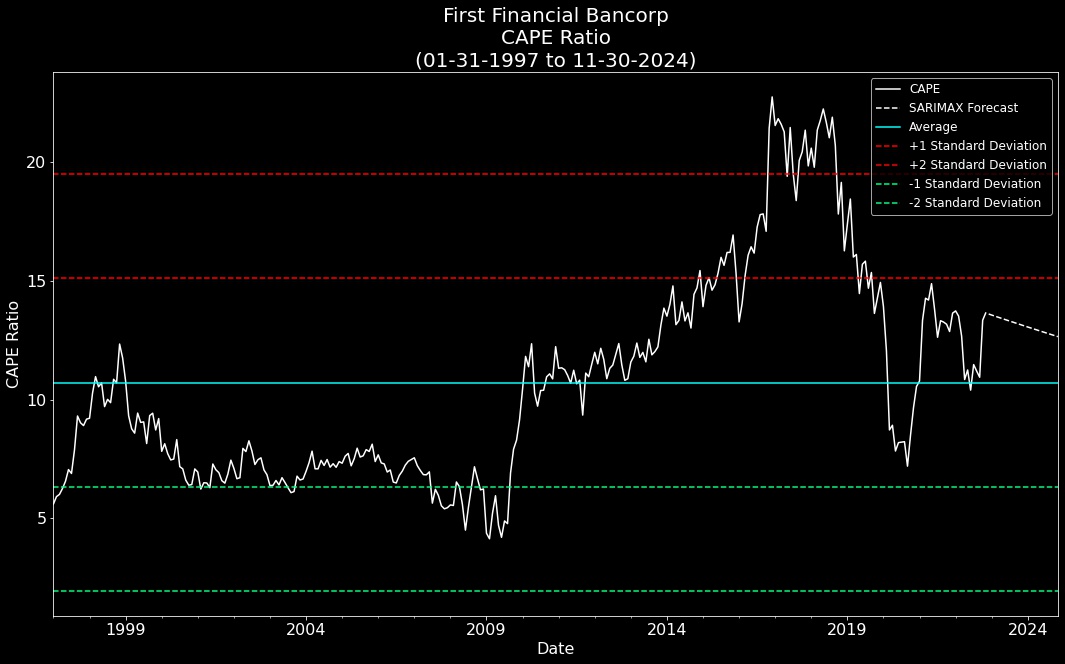 First Financial Bancorp
CAPE Ratio
(01-31-1997 to 11-30-2024)
CAPE
SARIMAX Forecast
Average
+1 Standard Deviation
+2 Standard Deviation
-1 Standard Deviation
-2 Standard Deviation
CAPE Ratio
20
15
10
5
1999
2004
2009
2014
2019
2024
Date